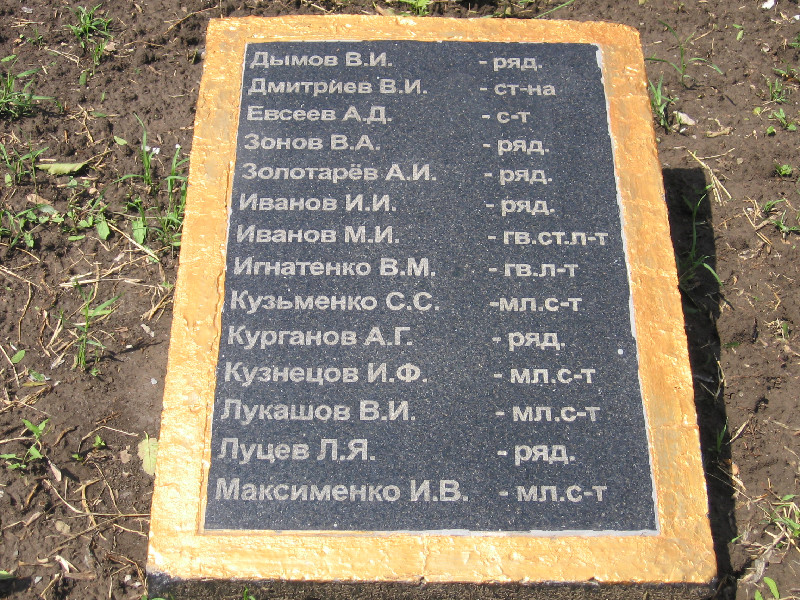 Дымов В.И. - ряд.
Дмитриев В.И. - ст-на
Евсеев А.Д. - с-т
Зонов В.А. - ряд.
Золотарёв А.И. - ряд.
Иванов И.И. - ряд.
Иванов М.И. - гв.ст.л-т
Игнатенко В.М. - гв.л-т
Кузьменко С.С. -мл.с-т
Курганов А.Г. - ряд.
Кузнецов И.Ф. - мл.с-т
Лукашов В.И. - мл.с-т
Луцев Л.Я. - ряд.
Максименко И.В. - мл.с-т